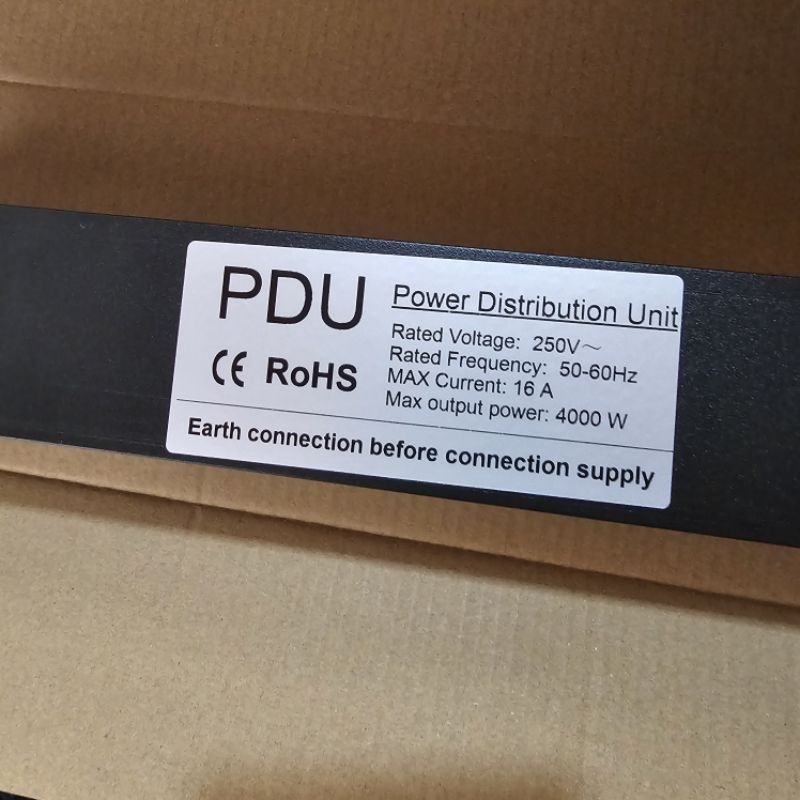 PDU
CE RoHS
Power Distribution Unit
Rated Voltage: 250V～
Rated Frequency: 50-60Hz
MAX Current: 16 A
Max output power: 4000 W
Earth connection before connection supply